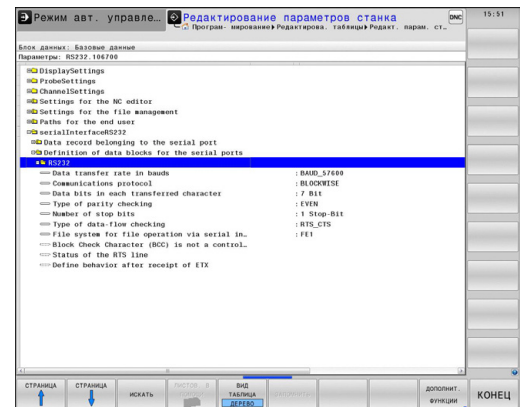 Режим авт. управле…
Редактирование параметров станка
DNC
15:51
Програм- мирование▸Редактирова. таблицы▸Редакт. парам. ст…
Блок данных: Базовые данные
Параметры: RS232.106700
DisplaySettings
ProbeSettings
ChannelSettings
Settings for the NC editor
Settings for the file management
Paths for the end user
serialInterfaceRS232
Data record belonging to the serial port
Definition of data blocks for the serial ports
RS232
Data transfer rate in bauds : BAUD_57600
Communications protocol : BLOCKWISE
Data bits in each transferred character : 7 Bit
Type of parity checking : EVEN
Number of stop bits : 1 Stop-Bit
Type of data-flow checking : RTS_CTS
File system for file operation via serial in… : FE1
Block Check Character (BCC) is not a control…
Status of the RTS line
Define behavior after receipt of ETX
СТРАНИЦА
СТРАНИЦА
ИСКАТЬ
ВИД
ТАБЛИЦА
ДЕРЕВО
ДОПОЛНИТ.
ФУНКЦИИ
КОНЕЦ